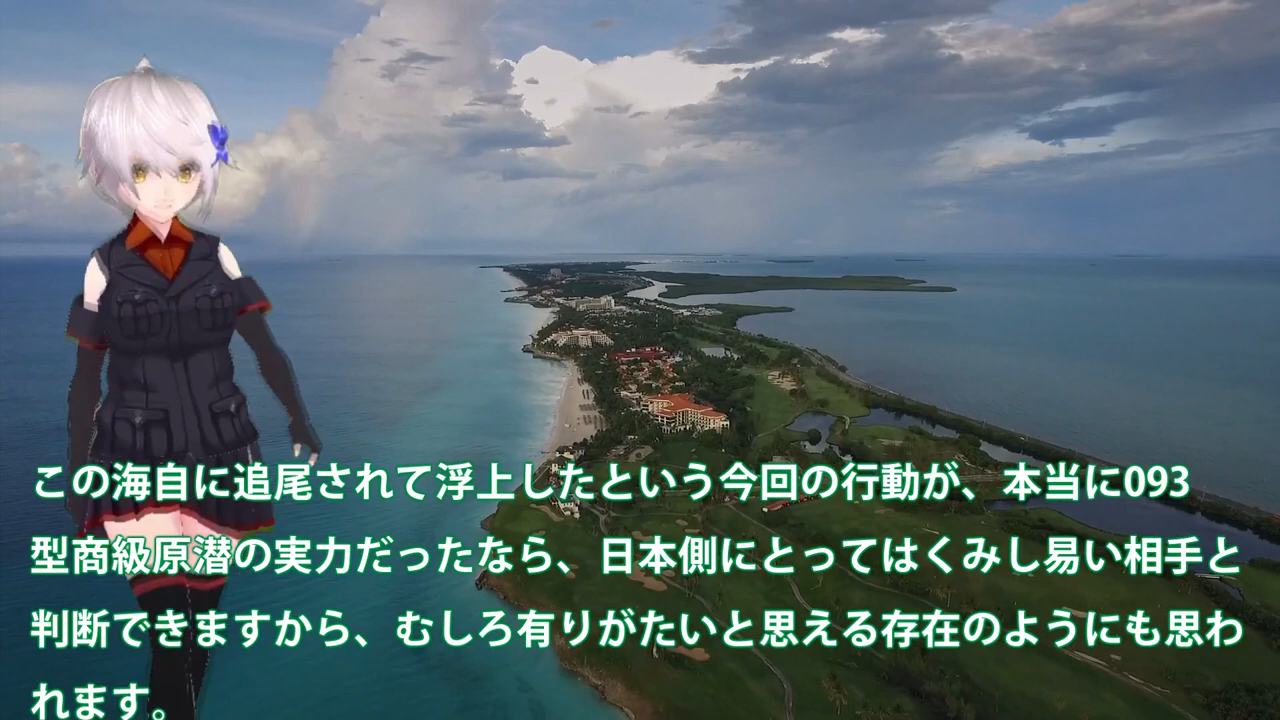 この海自に追尾されて浮上したという今回の行動が、本当に093
型商級原潜の実力だったなら、日本側にとってはくみし易い相手と
判断できますから、むしろ有りがたいと思える存在のようにも思わ
れます。